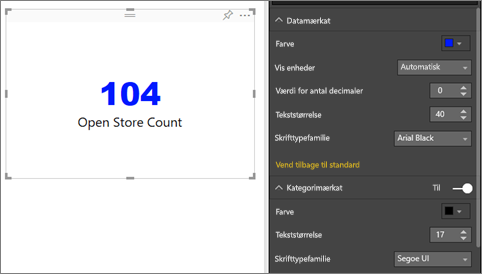 104
Open Store Count
Datamærkat
Farve
Vis enheder Automatisk
Værdi for antal decimaler 0
Tekststørrelse 40
Skrifttypefamilie Arial Black
Vend tilbage til standard
Kategorimærkat Til
Farve
Tekststørrelse 17
Skrifttypefamilie Segoe UI